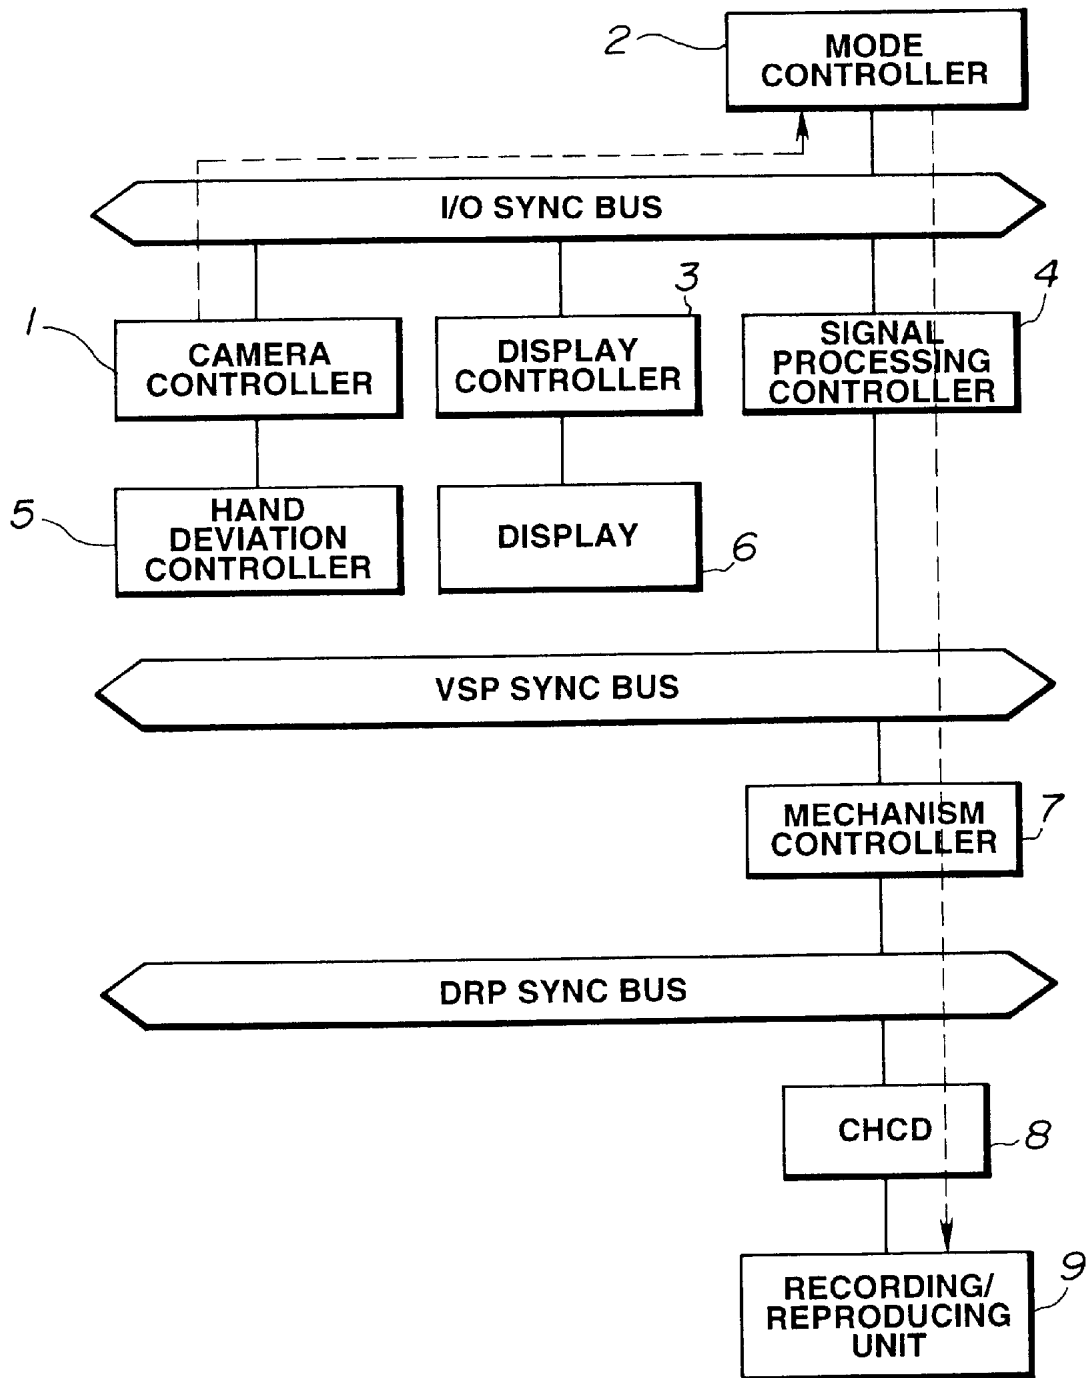 2
MODE
CONTROLLER
I/O SYNC BUS
1
CAMERA
CONTROLLER
3
DISPLAY
CONTROLLER
4
SIGNAL
PROCESSING
CONTROLLER
5
HAND
DEVIATION
CONTROLLER
DISPLAY
6
VSP SYNC BUS
MECHANISM
CONTROLLER
7
DRP SYNC BUS
CHCD
8
RECORDING/
REPRODUCING
UNIT
9